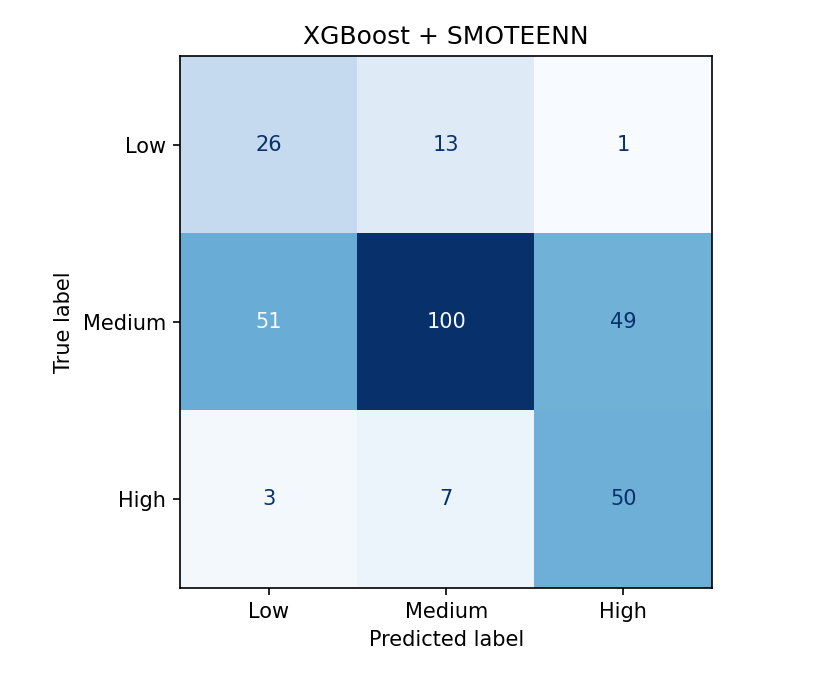 XGBoost + SMOTEENN
Low 26 13 1
Medium 51 100 49
High 3 7 50
Low Medium High
Predicted label
True label